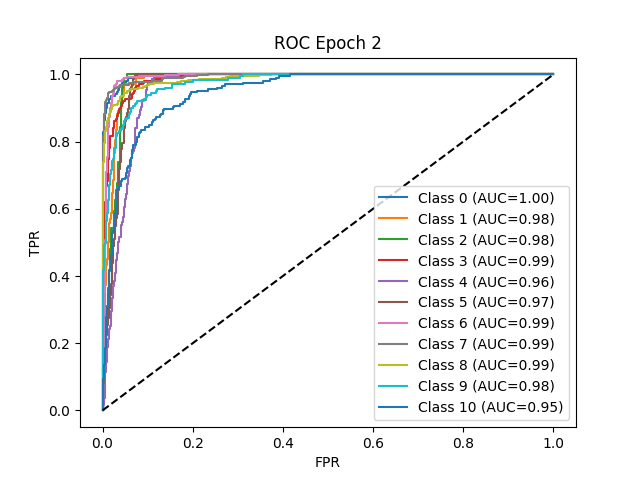 ROC Epoch 2
TPR
1.0
0.8
0.6
0.4
0.2
0.0
Class 0 (AUC=1.00)
Class 1 (AUC=0.98)
Class 2 (AUC=0.98)
Class 3 (AUC=0.99)
Class 4 (AUC=0.96)
Class 5 (AUC=0.97)
Class 6 (AUC=0.99)
Class 7 (AUC=0.99)
Class 8 (AUC=0.99)
Class 9 (AUC=0.98)
Class 10 (AUC=0.95)
0.0 0.2 0.4 0.6 0.8 1.0
FPR